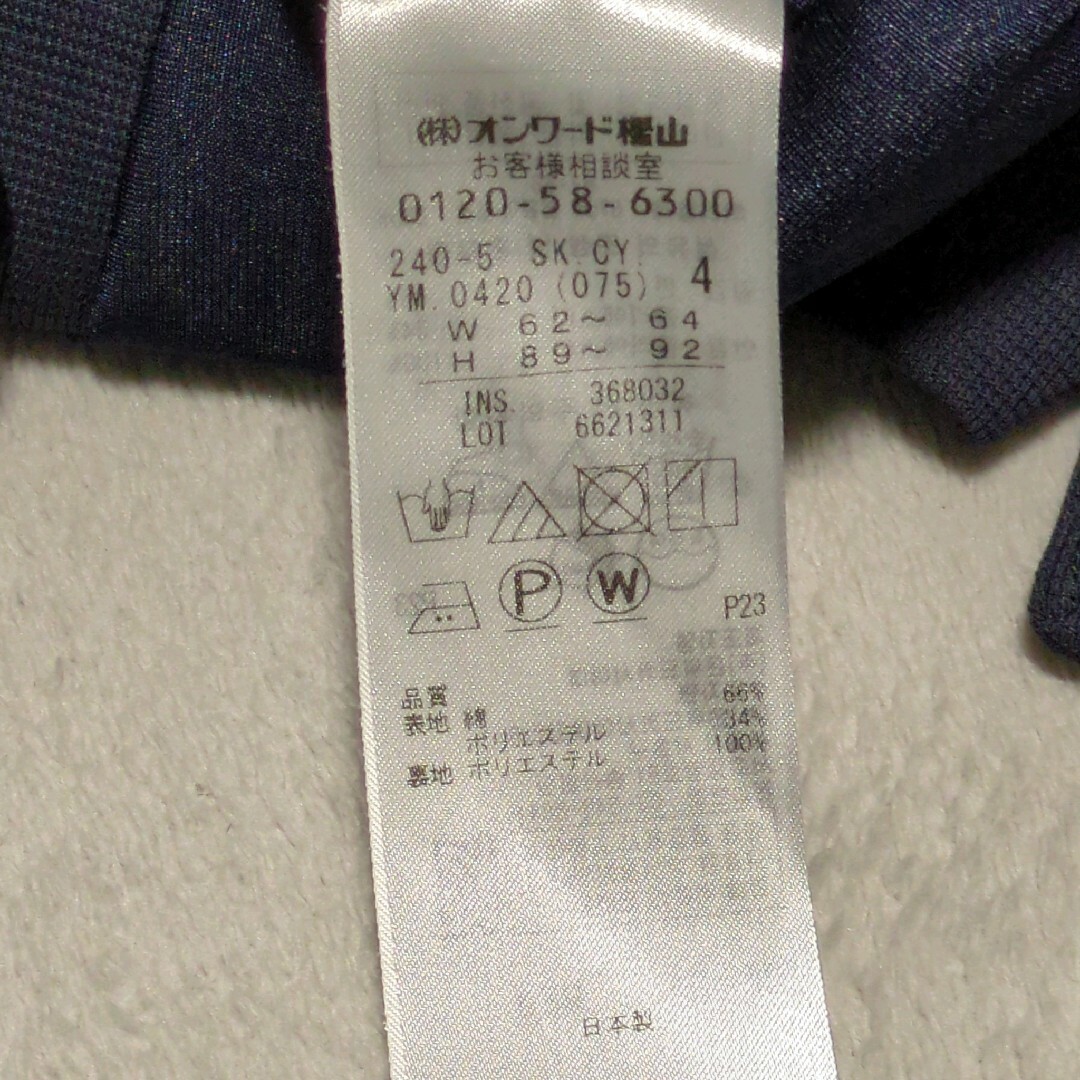 (株)オンワード樫山
お客様相談室
0120-58-6300
240-5 SK.CY.
YM.0420 (075) 4
W 62～ 64
H 89～ 92
INS. 368032
LOT 6621311
P W
P23
品質
表地 綿 66%
ポリエステル 34%
裏地 ポリエステル 100%
日本製